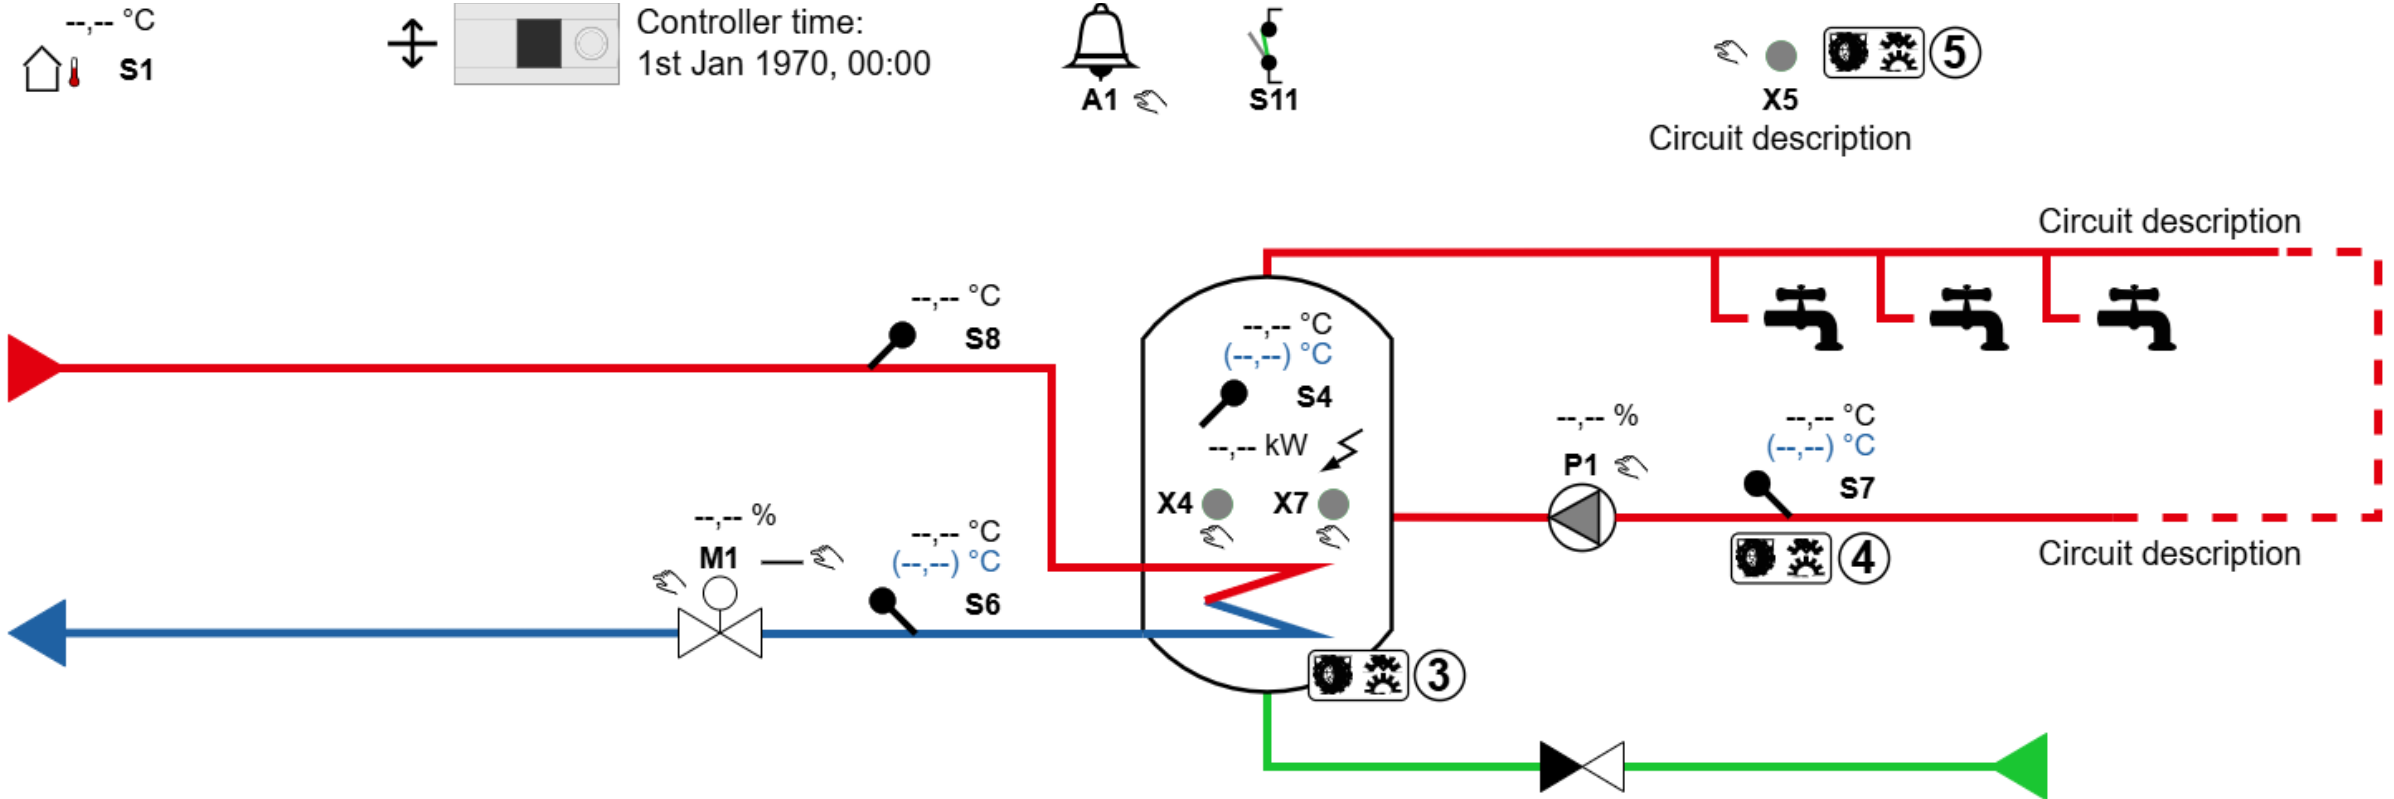 --,-- °C
S1
Controller time:
1st Jan 1970, 00:00
A1
S11
X5
5
Circuit description
Circuit description
--,-- °C
S8
--,-- °C
(--,--) °C
S4
--,-- kW
X4
X7
--,-- %
P1
--,-- °C
(--,--) °C
S7
4
Circuit description
--,-- %
M1
--,-- °C
(--,--) °C
S6
3